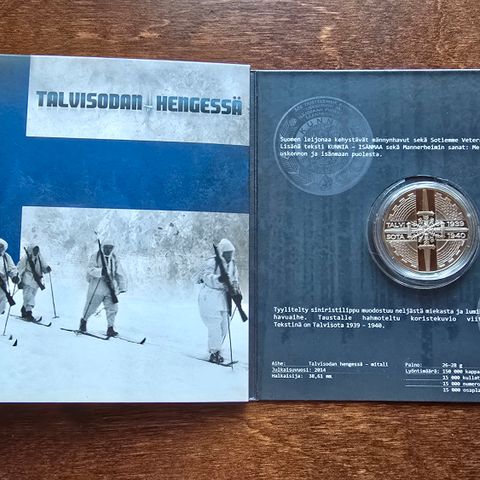 TALVISODAN HENGESSÄ
KUNNIA
Suomen leijonaa kehystävät männynhavut sekä Sotiemme Veter
Lisänä teksti KUNNIA – ISÄNMAA sekä Mannerheimin sanat: Me
uskonnon ja isänmaan puolesta.
TALVI 1939
SOTA 1940
Tyylitelty siniristilippu muodostuu neljästä miekasta ja lumi
havuaihe. Taustalle hahmoteltu koristekuvio viit
Tekstinä on Talvisota 1939 – 1940.
Aihe: Talvisodan hengessä – mitali
Julkaisuvuosi: 2014
Halkaisija: 38,61 mm
Paino: 26-28 g
Lyöntimäärä: 150 000 kappa
15 000 kullat
15 000 numero
15 000 osapla